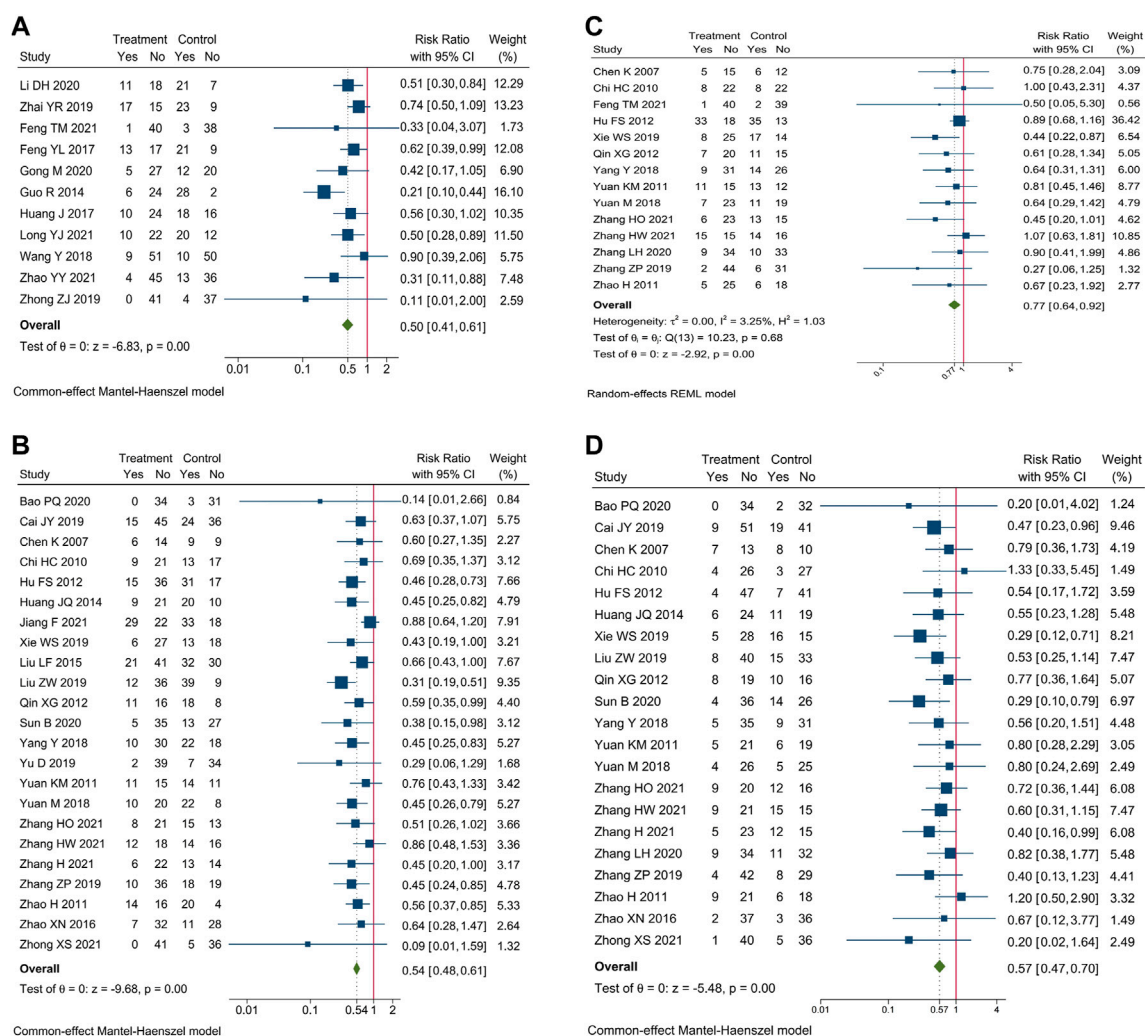 A
Treatment Control Risk Ratio Weight
Study Yes No Yes No with 95% CI (%)
Li DH 2020 11 18 21 7 0.51 [0.30, 0.84] 12.29
Zhai YR 2019 17 15 23 9 0.74 [0.50, 1.09] 13.23
Feng TM 2021 1 40 3 38 0.33 [0.04, 3.07] 1.73
Feng YL 2017 13 17 21 9 0.62 [0.39, 0.99] 12.08
Gong M 2020 5 27 12 20 0.42 [0.17, 1.05] 6.90
Guo R 2014 6 24 28 2 0.21 [0.10, 0.44] 16.10
Huang J 2017 10 24 18 16 0.56 [0.30, 1.02] 10.35
Long YJ 2021 10 22 20 12 0.50 [0.28, 0.89] 11.50
Wang Y 2018 9 51 10 50 0.90 [0.39, 2.06] 5.75
Zhao YY 2021 4 45 13 36 0.31 [0.11, 0.88] 7.48
Zhong ZJ 2019 0 41 4 37 0.11 [0.01, 2.00] 2.59
Overall 0.50 [0.41, 0.61]
Test of θ = 0: z = -6.83, p = 0.00
0.01 0.1 0.5 1 2
Common-effect Mantel-Haenszel model
C
Treatment Control Risk Ratio Weight
Study Yes No Yes No with 95% CI (%)
Chen K 2007 5 15 6 12 0.75 [0.28, 2.04] 3.09
Chi HC 2010 8 22 8 22 1.00 [0.43, 2.31] 4.37
Feng TM 2021 1 40 2 39 0.50 [0.05, 5.30] 0.56
Hu FS 2012 33 18 35 13 0.89 [0.68, 1.16] 36.42
Xie WS 2019 8 25 17 14 0.44 [0.22, 0.87] 6.54
Qin XG 2012 7 20 11 15 0.61 [0.28, 1.34] 5.05
Yang Y 2018 9 31 14 26 0.64 [0.31, 1.31] 6.00
Yuan KM 2011 11 15 13 12 0.81 [0.45, 1.46] 8.77
Yuan M 2018 7 23 11 19 0.64 [0.29, 1.42] 4.79
Zhang HO 2021 6 23 13 15 0.45 [0.20, 1.01] 4.62
Zhang HW 2021 15 15 14 16 1.07 [0.63, 1.81] 10.85
Zhang LH 2020 9 34 10 33 0.90 [0.41, 1.99] 4.86
Zhang ZP 2019 2 44 6 31 0.27 [0.06, 1.25] 1.32
Zhao H 2011 5 25 6 18 0.67 [0.23, 1.92] 2.77
Overall 0.77 [0.64, 0.92]
Heterogeneity: τ² = 0.00, I² = 3.25%, H² = 1.03
Test of θᵢ = θⱼ: Q(13) = 10.23, p = 0.68
Test of θ = 0: z = -2.92, p = 0.00
0.1 0.77 1 4
Random-effects REML model
B
Treatment Control Risk Ratio Weight
Study Yes No Yes No with 95% CI (%)
Bao PQ 2020 0 34 3 31 0.14 [0.01, 2.66] 0.84
Cai JY 2019 15 45 24 36 0.63 [0.37, 1.07] 5.75
Chen K 2007 6 14 9 9 0.60 [0.27, 1.35] 2.27
Chi HC 2010 9 21 13 17 0.69 [0.35, 1.37] 3.12
Hu FS 2012 15 36 31 17 0.46 [0.28, 0.73] 7.66
Huang JQ 2014 9 21 20 10 0.45 [0.25, 0.82] 4.79
Jiang F 2021 29 22 33 18 0.88 [0.64, 1.20] 7.91
Xie WS 2019 6 27 13 18 0.43 [0.19, 1.00] 3.21
Liu LF 2015 21 41 32 30 0.66 [0.43, 1.00] 7.67
Liu ZW 2019 12 36 39 9 0.31 [0.19, 0.51] 9.35
Qin XG 2012 11 16 18 8 0.59 [0.35, 0.99] 4.40
Sun B 2020 5 35 13 27 0.38 [0.15, 0.98] 3.12
Yang Y 2018 10 30 22 18 0.45 [0.25, 0.83] 5.27
Yu D 2019 2 39 7 34 0.29 [0.06, 1.29] 1.68
Yuan KM 2011 11 15 14 11 0.76 [0.43, 1.33] 3.42
Yuan M 2018 10 20 22 8 0.45 [0.26, 0.79] 5.27
Zhang HO 2021 8 21 15 13 0.51 [0.26, 1.02] 3.66
Zhang HW 2021 12 18 14 16 0.86 [0.48, 1.53] 3.36
Zhang H 2021 6 22 13 14 0.45 [0.20, 1.00] 3.17
Zhang ZP 2019 10 36 18 19 0.45 [0.24, 0.85] 4.78
Zhao H 2011 14 16 20 4 0.56 [0.37, 0.85] 5.33
Zhao XN 2016 7 32 11 28 0.64 [0.28, 1.47] 2.64
Zhong XS 2021 0 41 5 36 0.09 [0.01, 1.59] 1.32
Overall 0.54 [0.48, 0.61]
Test of θ = 0: z = -9.68, p = 0.00
0.01 0.1 0.54 1 2
Common-effect Mantel-Haenszel model
D
Treatment Control Risk Ratio Weight
Study Yes No Yes No with 95% CI (%)
Bao PQ 2020 0 34 2 32 0.20 [0.01, 4.02] 1.24
Cai JY 2019 9 51 19 41 0.47 [0.23, 0.96] 9.46
Chen K 2007 7 13 8 10 0.79 [0.36, 1.73] 4.19
Chi HC 2010 4 26 3 27 1.33 [0.33, 5.45] 1.49
Hu FS 2012 4 47 7 41 0.54 [0.17, 1.72] 3.59
Huang JQ 2014 6 24 11 19 0.55 [0.23, 1.28] 5.48
Xie WS 2019 5 28 16 15 0.29 [0.12, 0.71] 8.21
Liu ZW 2019 8 40 15 33 0.53 [0.25, 1.14] 7.47
Qin XG 2012 8 19 10 16 0.77 [0.36, 1.64] 5.07
Sun B 2020 4 36 14 26 0.29 [0.10, 0.79] 6.97
Yang Y 2018 5 35 9 31 0.56 [0.20, 1.51] 4.48
Yuan KM 2011 5 21 6 19 0.80 [0.28, 2.29] 3.05
Yuan M 2018 4 26 5 25 0.80 [0.24, 2.69] 2.49
Zhang HO 2021 9 20 12 16 0.72 [0.36, 1.44] 6.08
Zhang HW 2021 9 21 15 15 0.60 [0.31, 1.15] 7.47
Zhang H 2021 5 23 12 15 0.40 [0.16, 0.99] 6.08
Zhang LH 2020 9 34 11 32 0.82 [0.38, 1.77] 5.48
Zhang ZP 2019 4 42 8 29 0.40 [0.13, 1.23] 4.41
Zhao H 2011 9 21 6 18 1.20 [0.50, 2.90] 3.32
Zhao XN 2016 2 37 3 36 0.67 [0.12, 3.77] 1.49
Zhong XS 2021 1 40 5 36 0.20 [0.02, 1.64] 2.49
Overall 0.57 [0.47, 0.70]
Test of θ = 0: z = -5.48, p = 0.00
0.01 0.1 0.57 1 4
Common-effect Mantel-Haenszel model